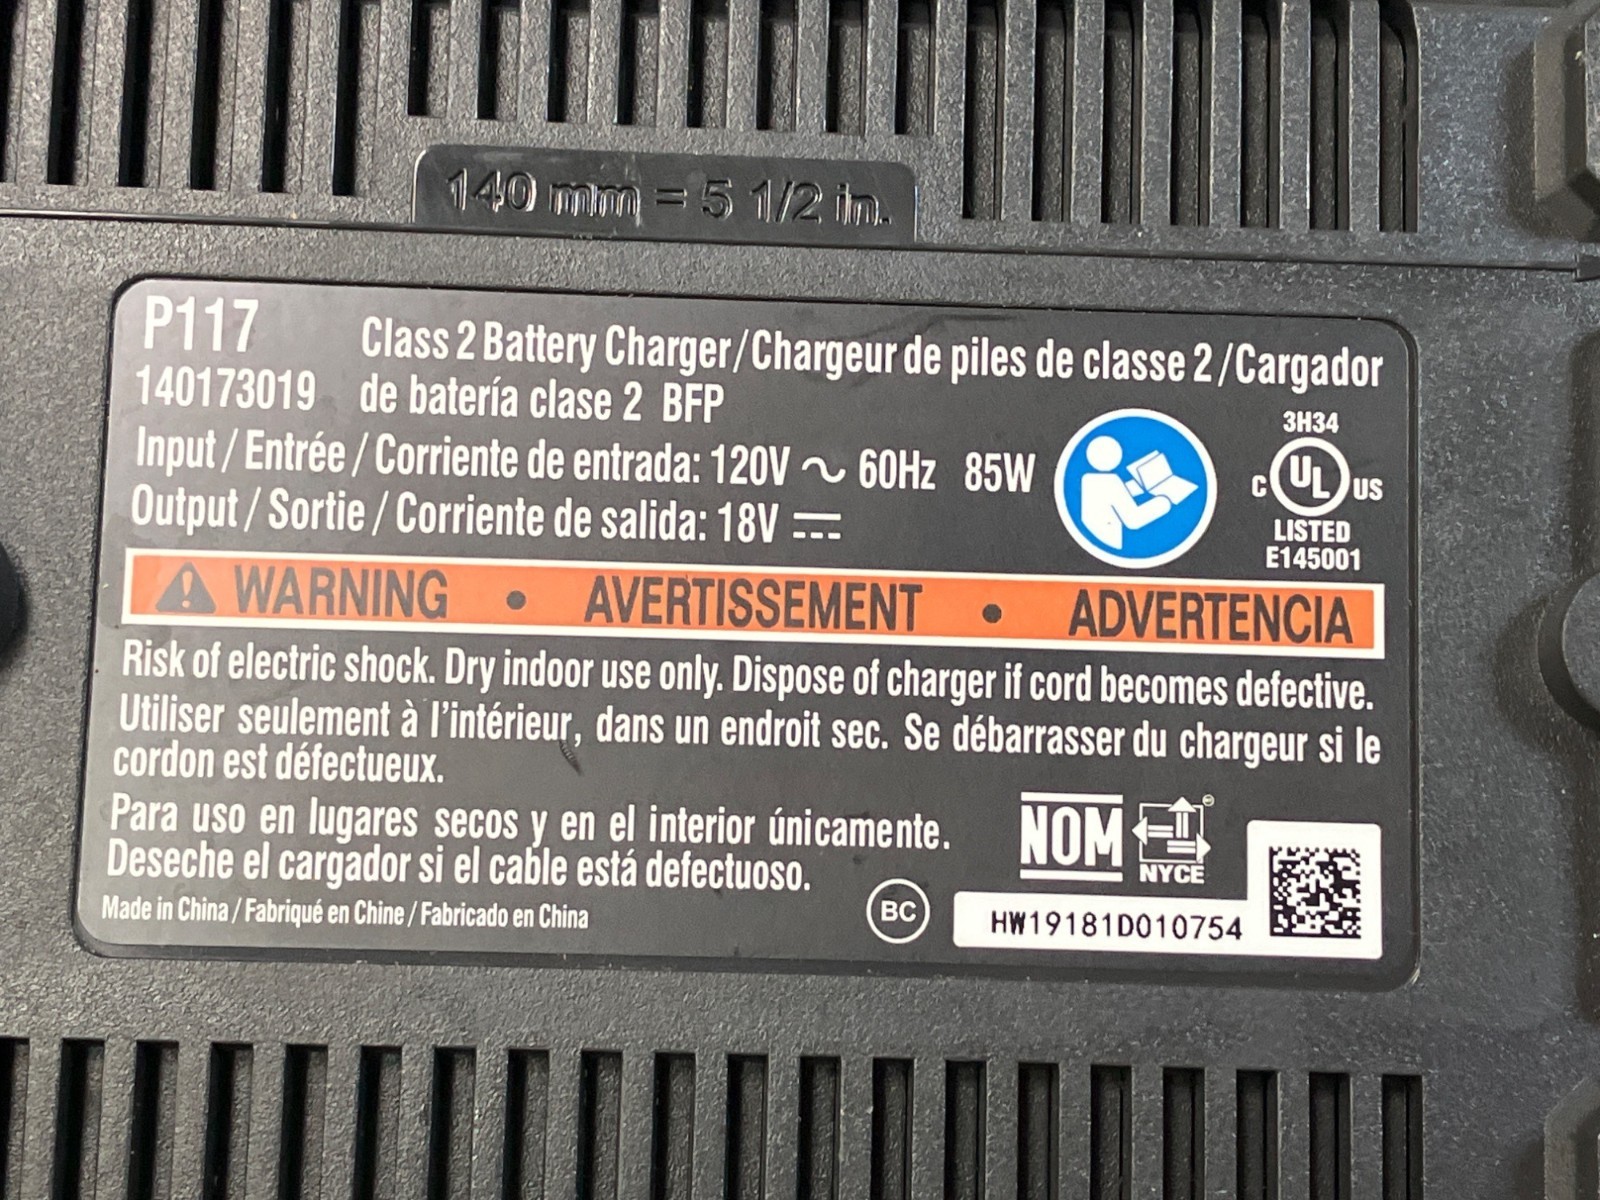 140 mm = 5 1/2 in.
P117
Class 2 Battery Charger/Chargeur de piles de classe 2/Cargador
140173019 de batería clase 2 BFP
Input / Entrée / Corriente de entrada: 120V ~ 60Hz 85W
Output / Sortie / Corriente de salida: 18V ⎓
3H34
C UL US
LISTED
E145001
WARNING • AVERTISSEMENT • ADVERTENCIA
Risk of electric shock. Dry indoor use only. Dispose of charger if cord becomes defective.
Utiliser seulement à l'intérieur, dans un endroit sec. Se débarrasser du chargeur si le
cordon est défectueux.
Para uso en lugares secos y en el interior únicamente.
Deseche el cargador si el cable está defectuoso.
NOM
NYCE
Made in China / Fabriqué en Chine / Fabricado en China
BC
HW19181D010754